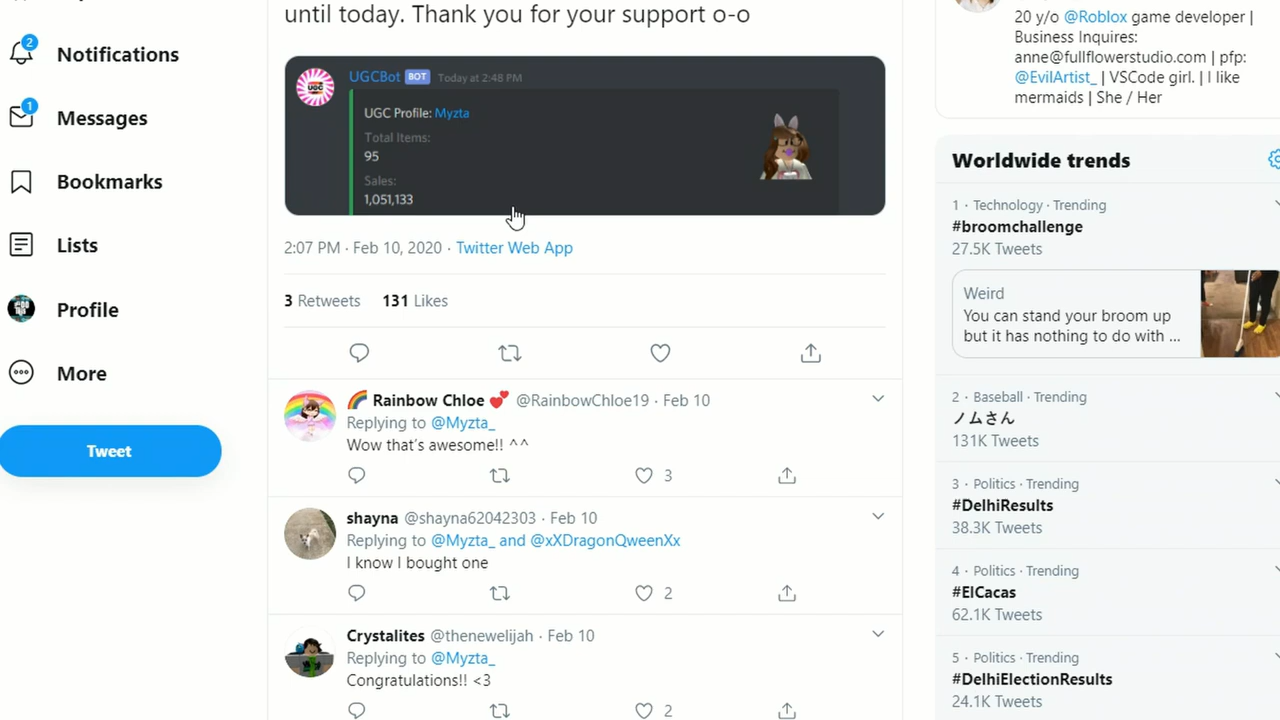 2
Notifications
1
Messages
Bookmarks
Lists
Profile
More
Tweet
until today. Thank you for your support o-o
UGC
UGCBot BOT Today at 2:48 PM
UGC Profile: Myzta
Total Items:
95
Sales:
1,051,133
2:07 PM · Feb 10, 2020 · Twitter Web App
3 Retweets 131 Likes
🌈 Rainbow Chloe 💕 @RainbowChloe19 · Feb 10
Replying to @Myzta_
Wow that's awesome!! ^^
3
shayna @shayna62042303 · Feb 10
Replying to @Myzta_ and @xXDragonQweenXx
I know I bought one
2
Crystalites @thenewelijah · Feb 10
Replying to @Myzta_
Congratulations!! <3
2
20 y/o @Roblox game developer |
Business Inquires:
anne@fullflowerstudio.com | pfp:
@EvilArtist_ | VSCode girl. | I like
mermaids | She / Her
Worldwide trends
1 · Technology · Trending
#broomchallenge
27.5K Tweets
Weird
You can stand your broom up
but it has nothing to do with ...
2 · Baseball · Trending
ノムさん
131K Tweets
3 · Politics · Trending
#DelhiResults
38.3K Tweets
4 · Politics · Trending
#ElCacas
62.1K Tweets
5 · Politics · Trending
#DelhiElectionResults
24.1K Tweets